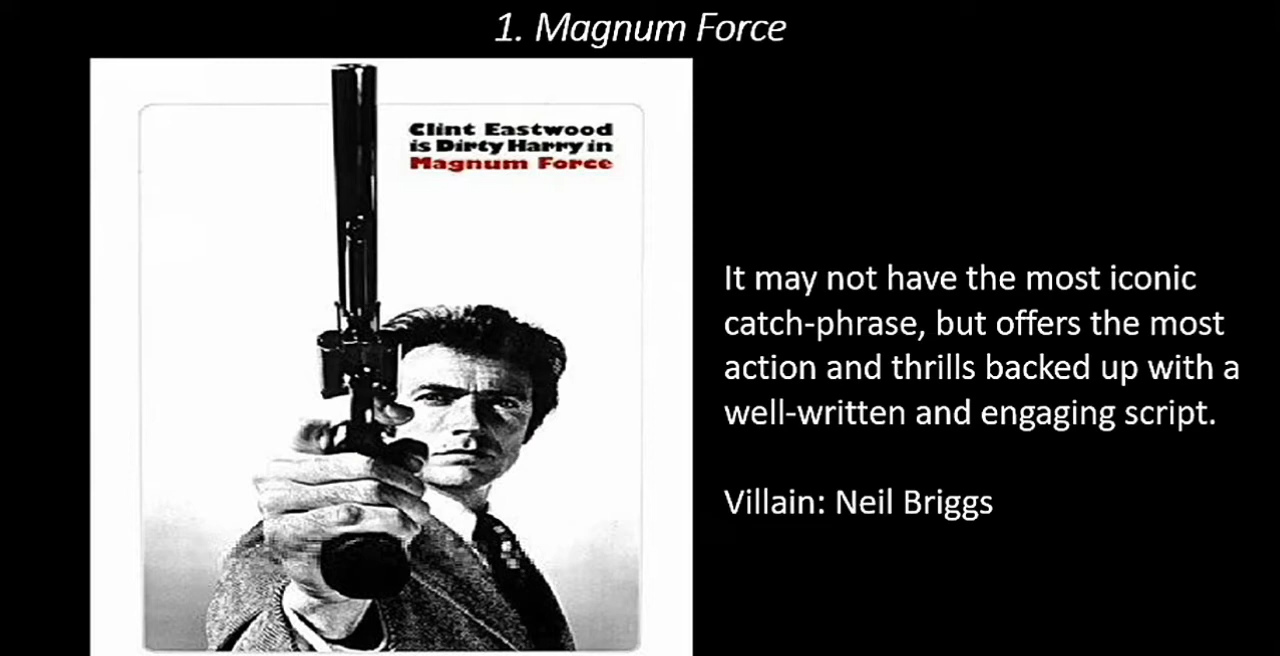 1. Magnum Force
Clint Eastwood
is Dirty Harry in
Magnum Force
It may not have the most iconic
catch-phrase, but offers the most
action and thrills backed up with a
well-written and engaging script.
Villain: Neil Briggs